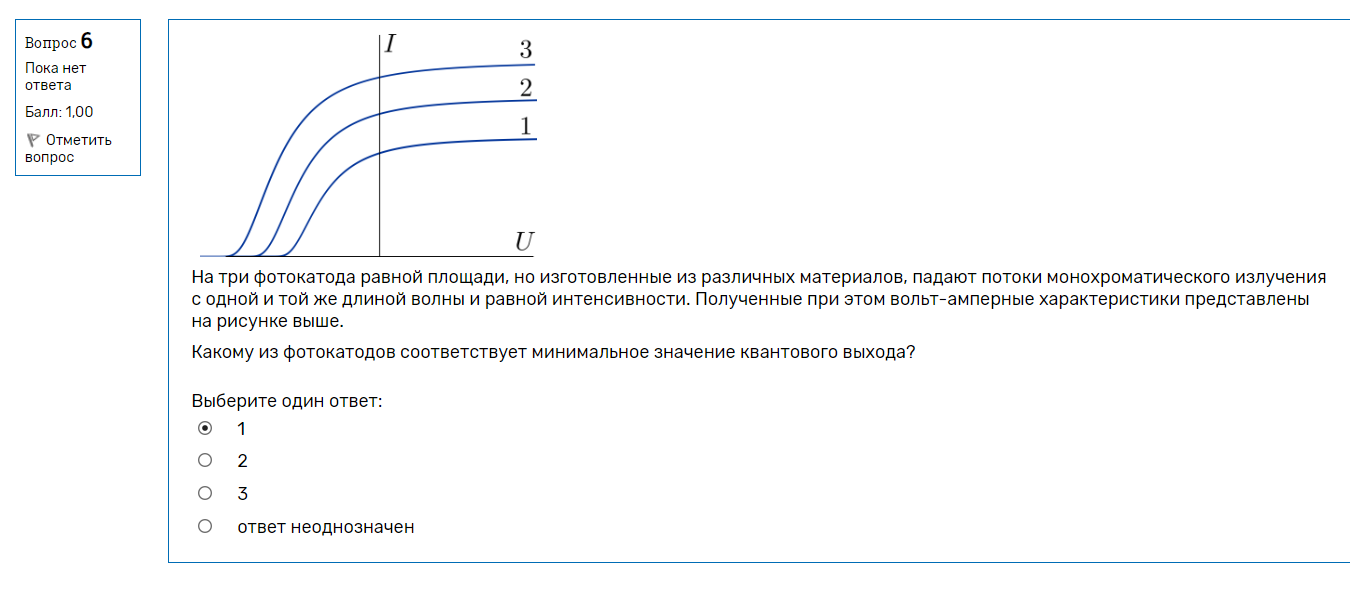 Вопрос 6
Пока нет
ответа
Балл: 1,00
Отметить
вопрос
I
3
2
1
U
На три фотокатода равной площади, но изготовленные из различных материалов, падают потоки монохроматического излучения
с одной и той же длиной волны и равной интенсивности. Полученные при этом вольт-амперные характеристики представлены
на рисунке выше.
Какому из фотокатодов соответствует минимальное значение квантового выхода?
Выберите один ответ:
1
2
3
ответ неоднозначен